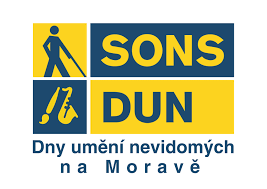 SONS
DUN
Dny umění nevidomých
na Moravě